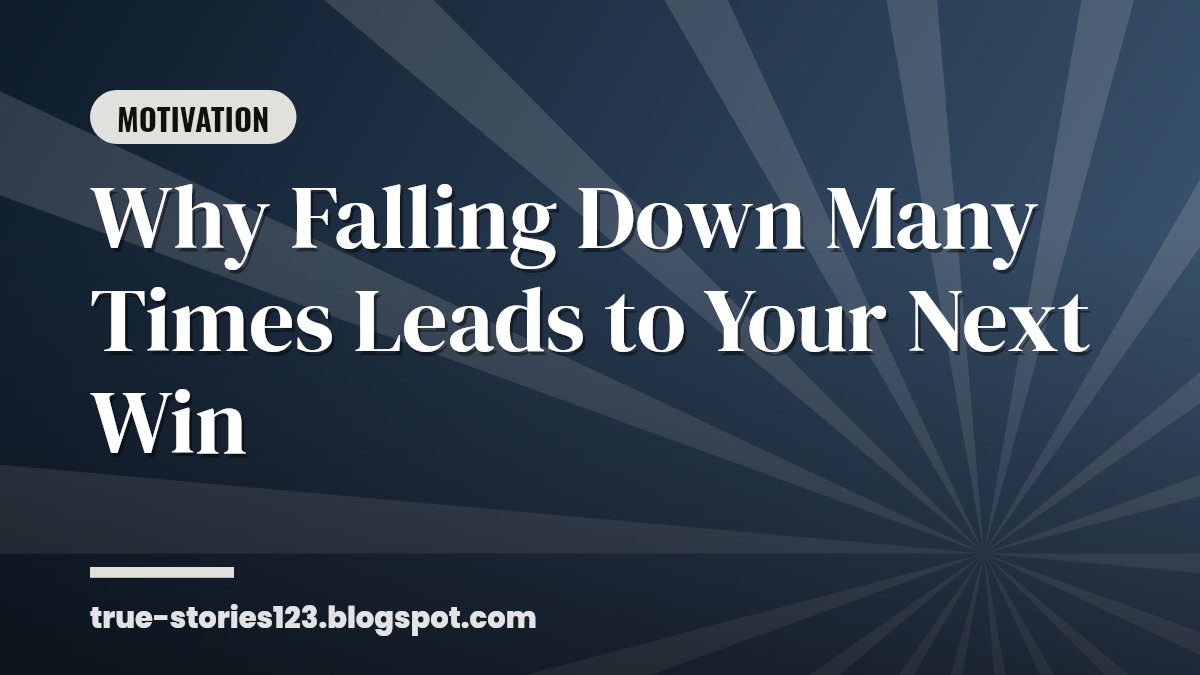 MOTIVATION
Why Falling Down Many
Times Leads to Your Next
Win
true-stories123.blogspot.com